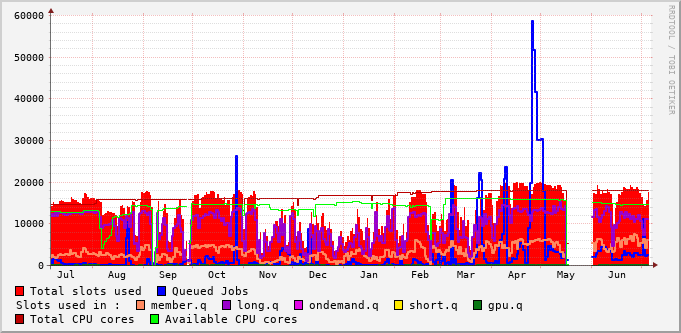 RRDTOOL / TOBI OETIKER
60000
50000
40000
30000
20000
10000
0
Jul Aug Sep Oct Nov Dec Jan Feb Mar Apr May Jun
Total slots used Queued Jobs
Slots used in : member.q long.q ondemand.q short.q gpu.q
Total CPU cores Available CPU cores